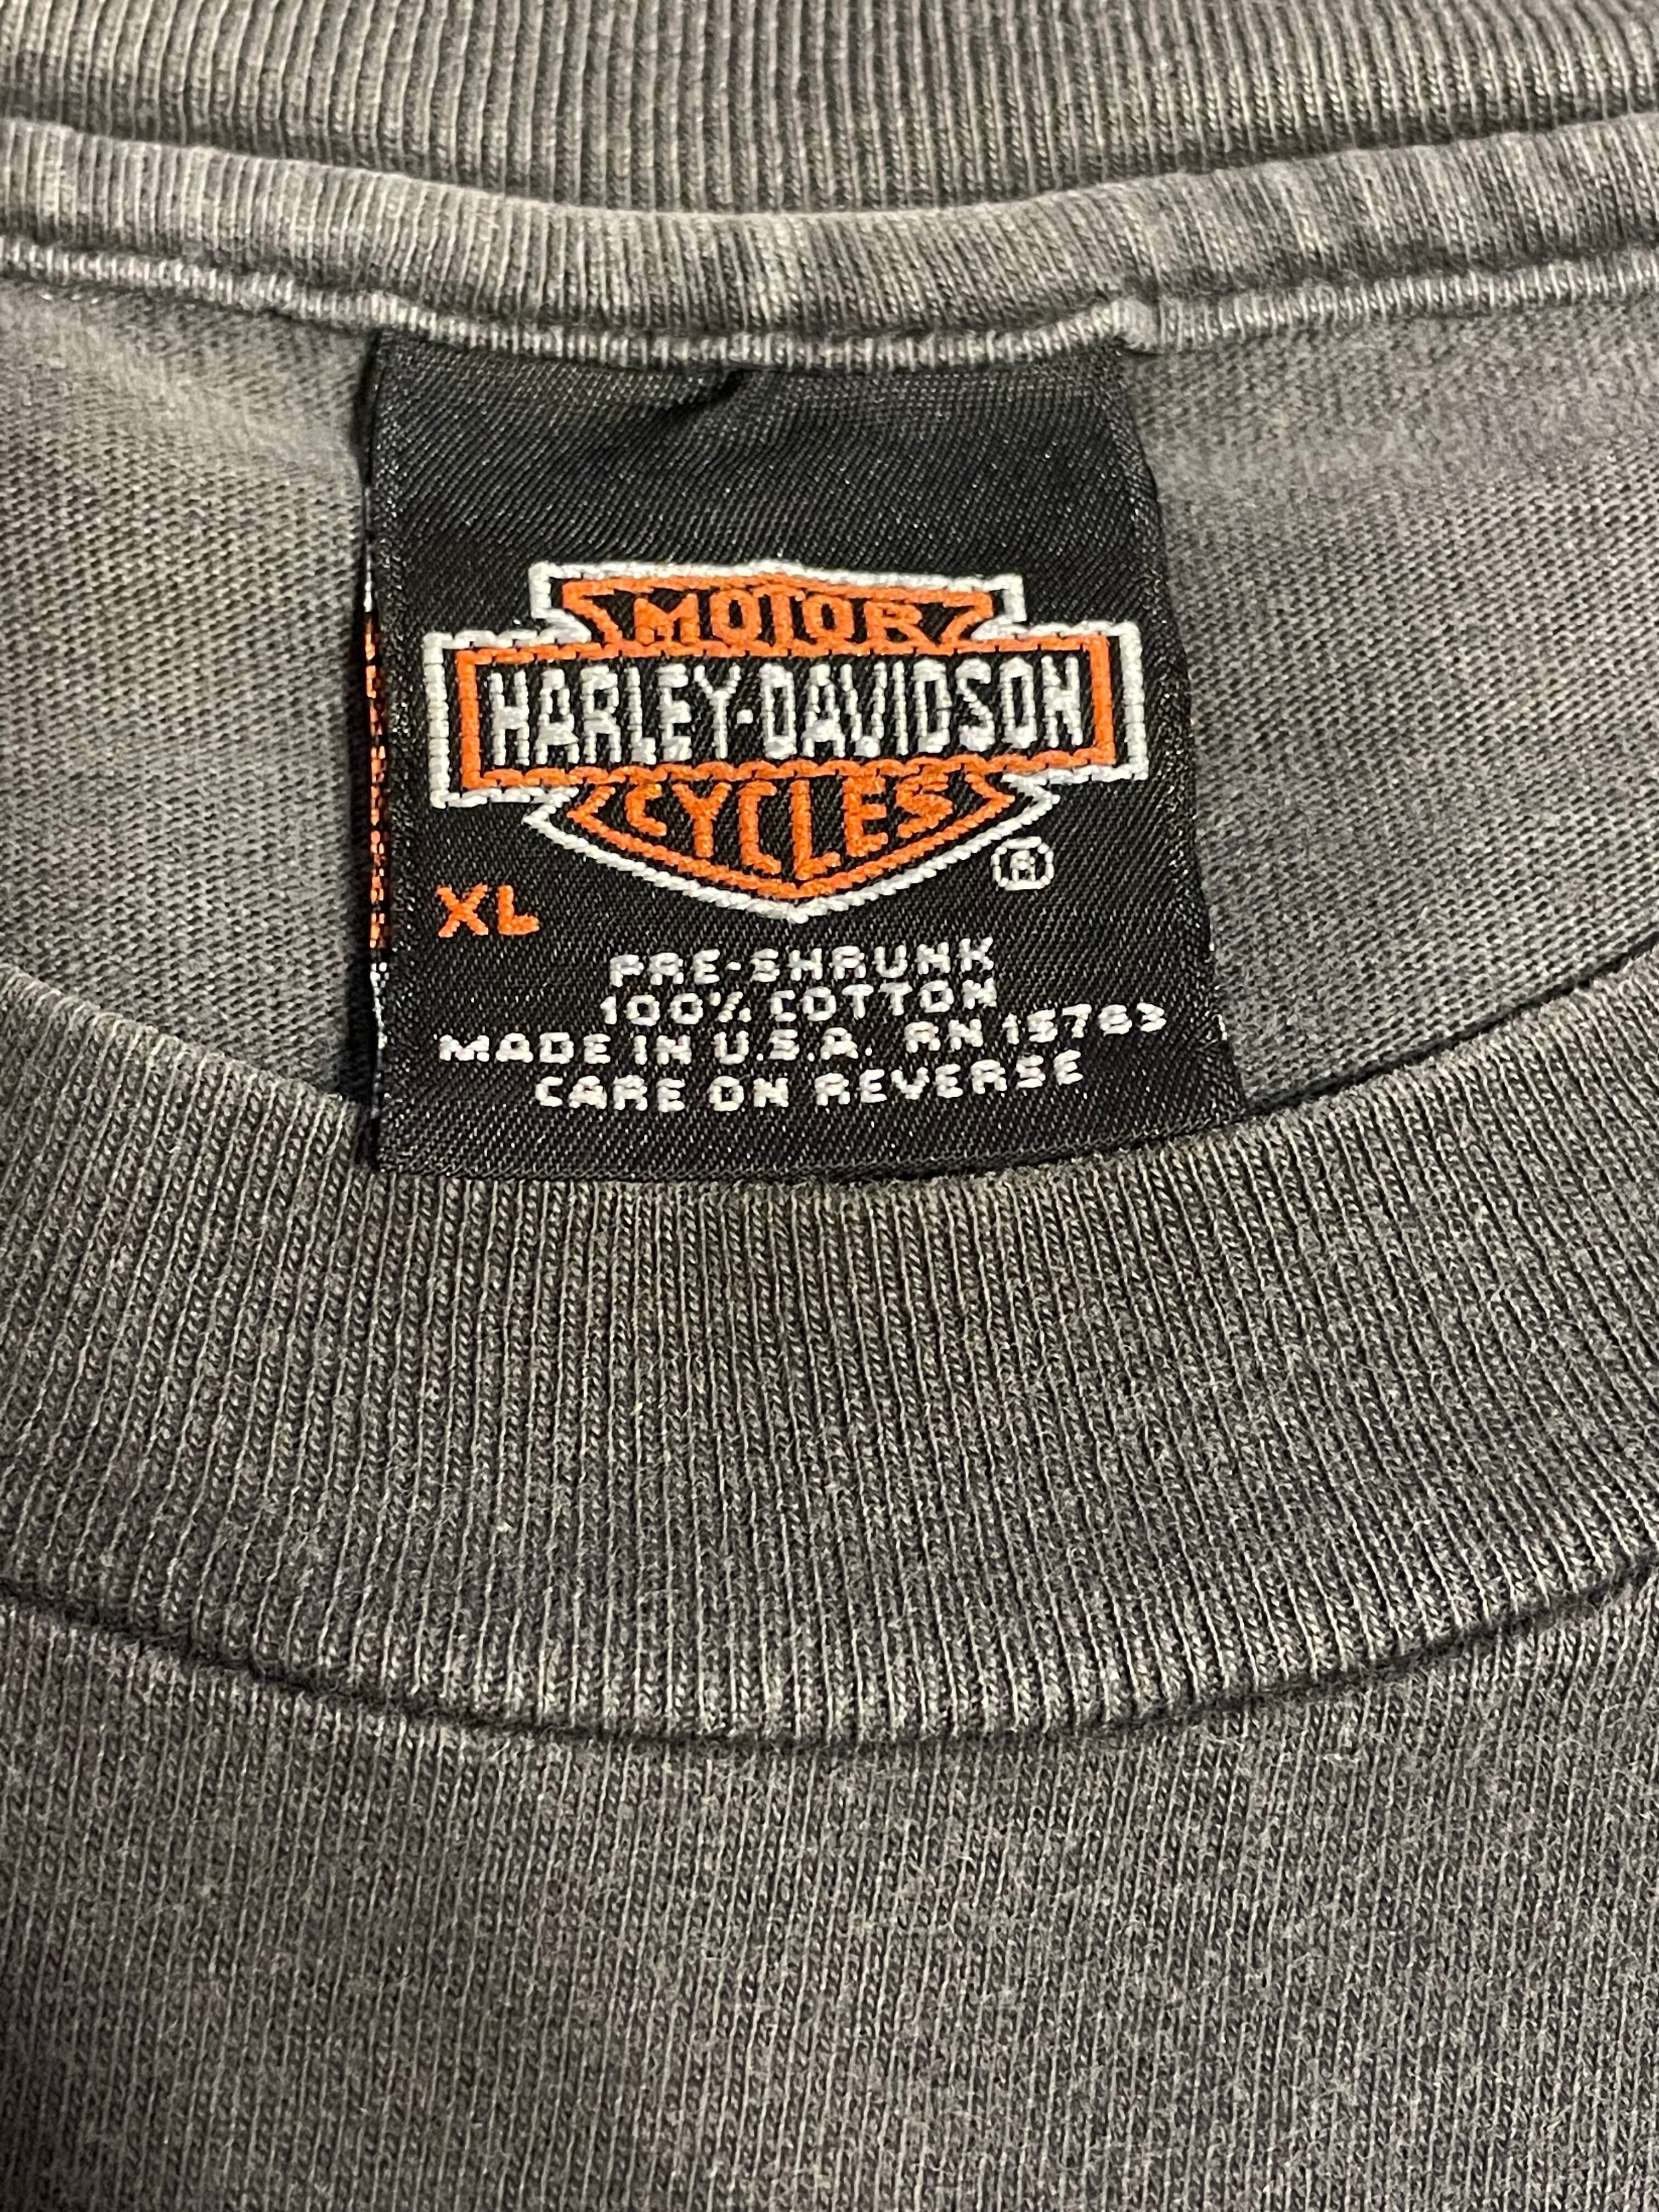 MOTOR
HARLEY-DAVIDSON
CYCLES
®
XL
PRE-SHRUNK
100% COTTON
MADE IN U.S.A. RN 15763
CARE ON REVERSE